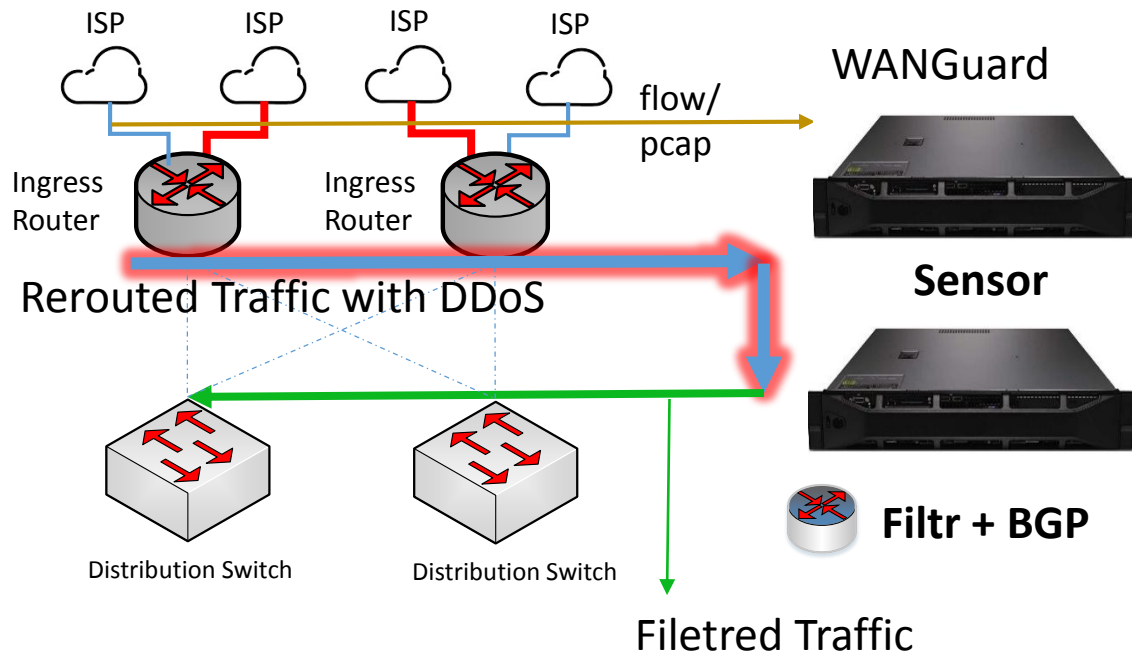 ISP
ISP
ISP
ISP
WANGuard
flow/
pcap
Ingress
Router
Ingress
Router
Rerouted Traffic with DDoS
Sensor
Filtr + BGP
Distribution Switch
Distribution Switch
Filetred Traffic